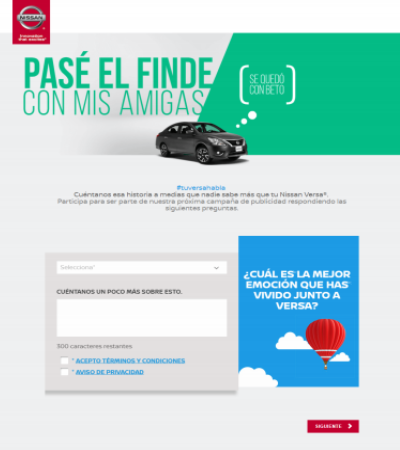 NISSAN
Innovation
that excites®
PASÉ EL FINDE
CON MIS AMIGAS
SE QUEDÓ
CON BETO
#tuversahabla
Cuéntanos esa historia a medias que nadie sabe más que tu Nissan Versa®.
Participa para ser parte de nuestra próxima campaña de publicidad respondiendo las
siguientes preguntas.
Selecciona*
CUÉNTANOS UN POCO MÁS SOBRE ESTO.
300 caracteres restantes
* ACEPTO TÉRMINOS Y CONDICIONES
* AVISO DE PRIVACIDAD
¿CUÁL ES LA MEJOR
EMOCIÓN QUE HAS
VIVIDO JUNTO A
VERSA?
SIGUIENTE